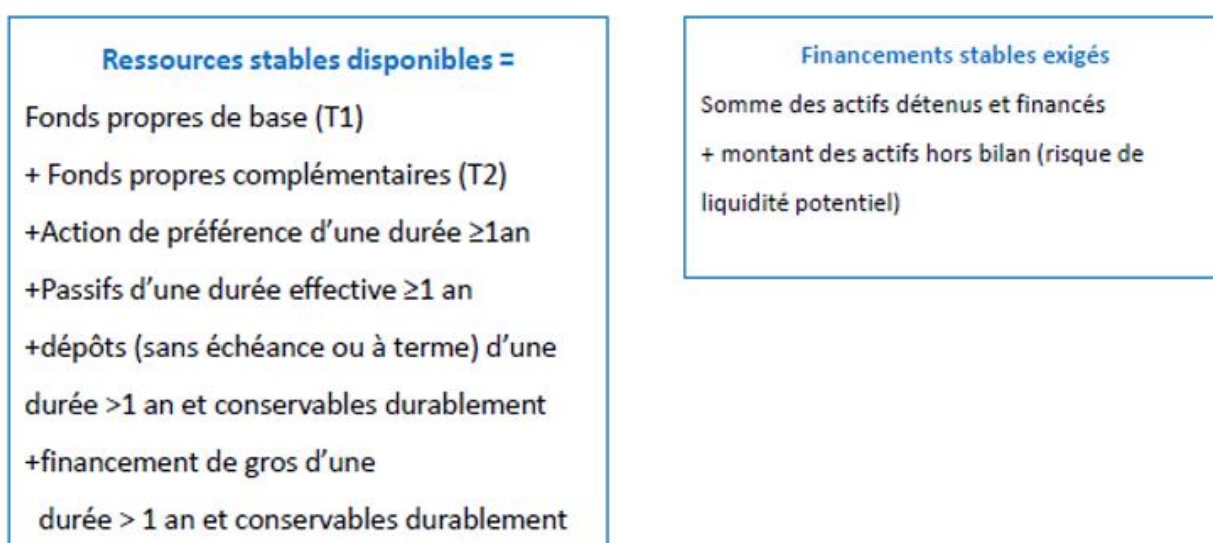 Ressources stables disponibles =
Fonds propres de base (T1)
+ Fonds propres complémentaires (T2)
+Action de préférence d’une durée ≥1an
+Passifs d’une durée effective ≥1 an
+dépôts (sans échéance ou à terme) d’une
durée >1 an et conservables durablement
+financement de gros d’une
durée > 1 an et conservables durablement
Financements stables exigés
Somme des actifs détenus et financés
+ montant des actifs hors bilan (risque de
liquidité potentiel)